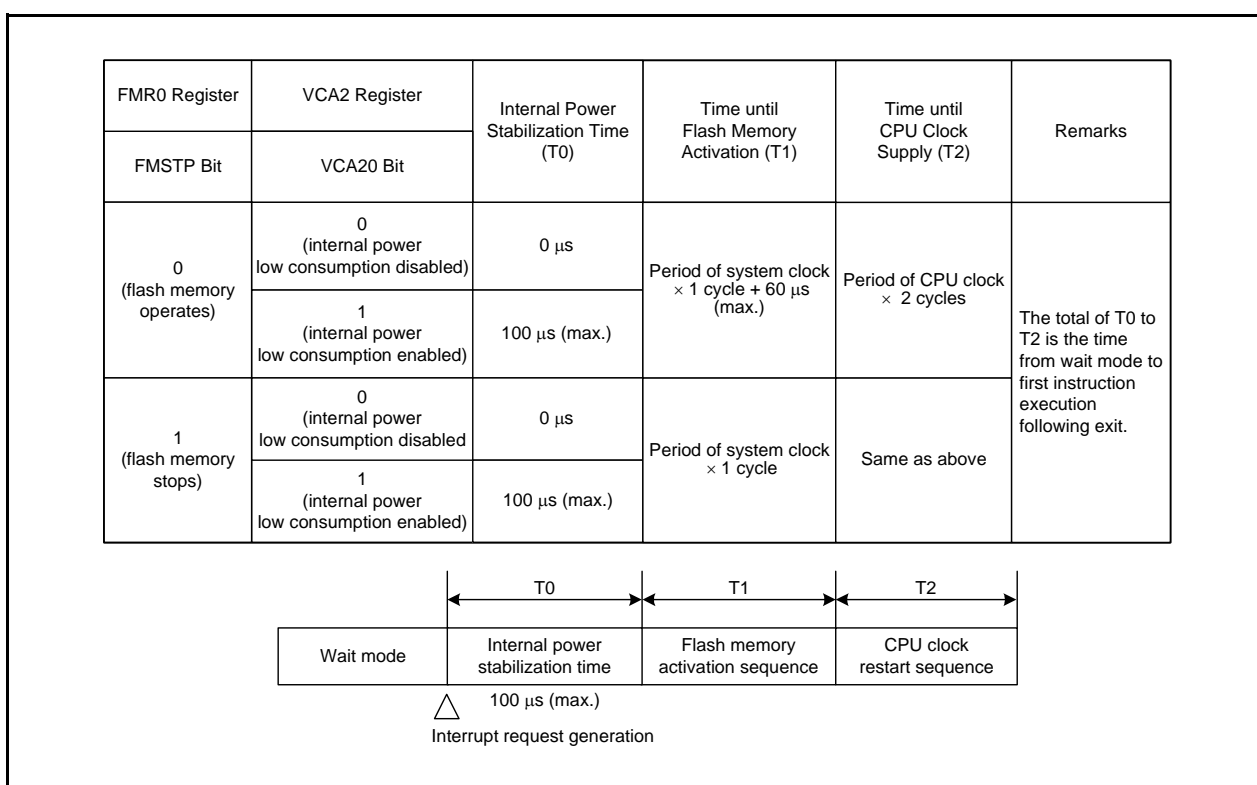 FMR0 Register
VCA2 Register
Internal Power
Stabilization Time
(T0)
Time until
Flash Memory
Activation (T1)
Time until
CPU Clock
Supply (T2)
Remarks
FMSTP Bit
VCA20 Bit
0
(flash memory
operates)
0
(internal power
low consumption disabled)
0 μs
Period of system clock
× 1 cycle + 60 μs
(max.)
Period of CPU clock
× 2 cycles
The total of T0 to
T2 is the time
from wait mode to
first instruction
execution
following exit.
1
(internal power
low consumption enabled)
100 μs (max.)
1
(flash memory
stops)
0
(internal power
low consumption disabled
0 μs
Period of system clock
× 1 cycle
Same as above
1
(internal power
low consumption enabled)
100 μs (max.)
T0
T1
T2
Wait mode
Internal power
stabilization time
Flash memory
activation sequence
CPU clock
restart sequence
100 μs (max.)
Interrupt request generation